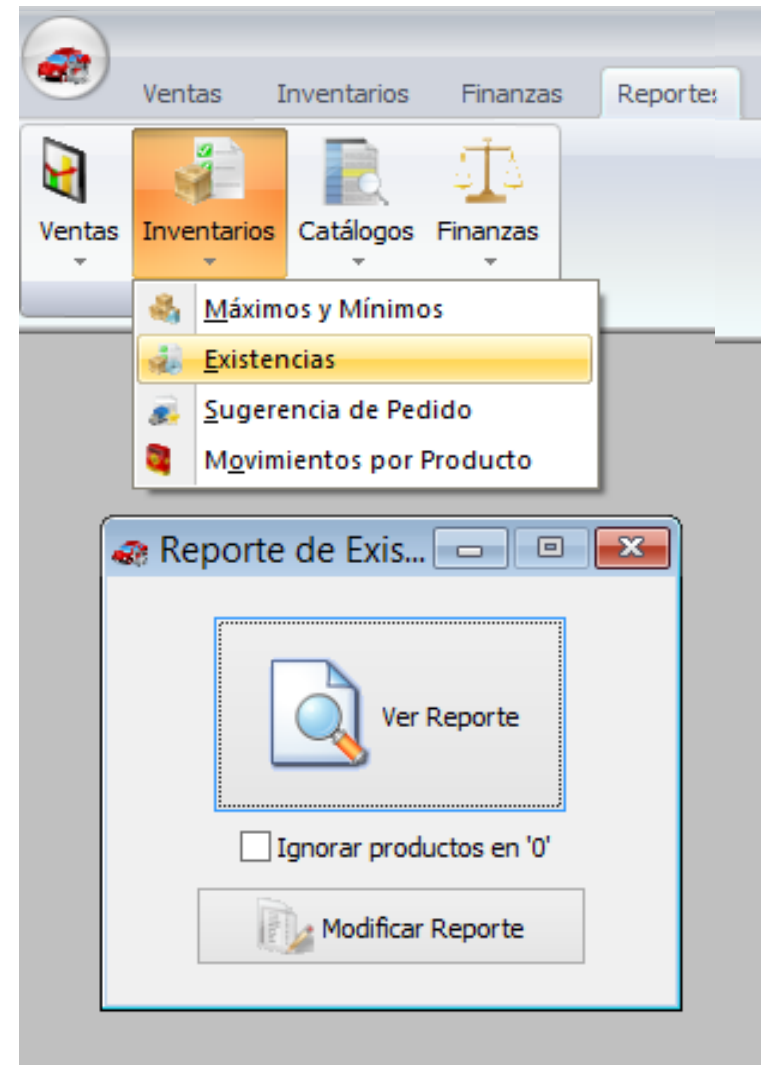 Ventas Inventarios Finanzas Reportes
Ventas Inventarios Catálogos Finanzas
Máximos y Mínimos
Existencias
Sugerencia de Pedido
Movimientos por Producto
Reporte de Exis...
Ver Reporte
Ignorar productos en '0'
Modificar Reporte